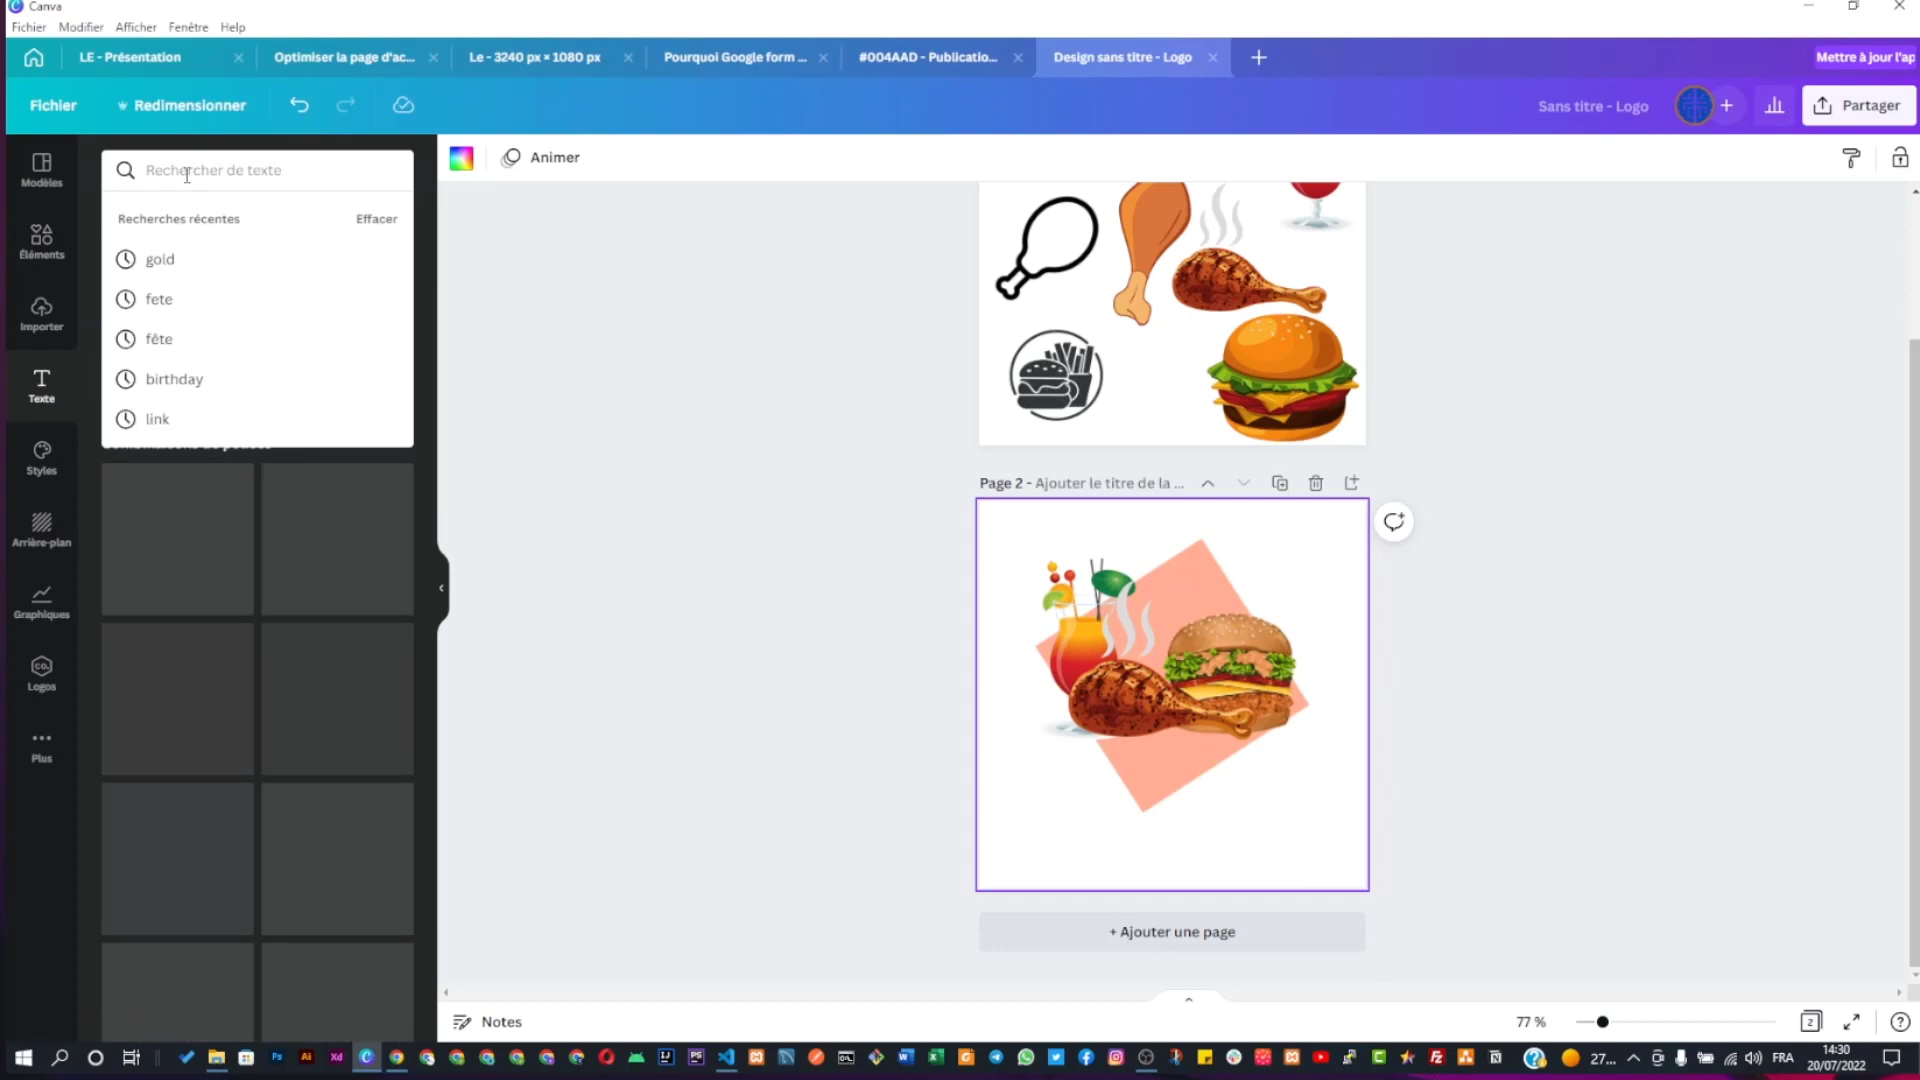 Canva
Fichier Modifier Afficher Fenêtre Help
LE - Présentation Optimiser la page d'ac... Le - 3240 px × 1080 px Pourquoi Google form ... #004AAD - Publicatio... Design sans titre - Logo Mettre à jour l'ap
Fichier Redimensionner Sans titre - Logo Partager
Modèles
Éléments
Importer
Texte
Styles
Arrière-plan
Graphiques
CO.
Logos
Plus
Rechercher de texte
Recherches récentes Effacer
gold
fete
fête
birthday
link
Animer
Page 2 - Ajouter le titre de la ...
+ Ajouter une page
Notes
77 %
2
27... FRA
14:30
20/07/2022